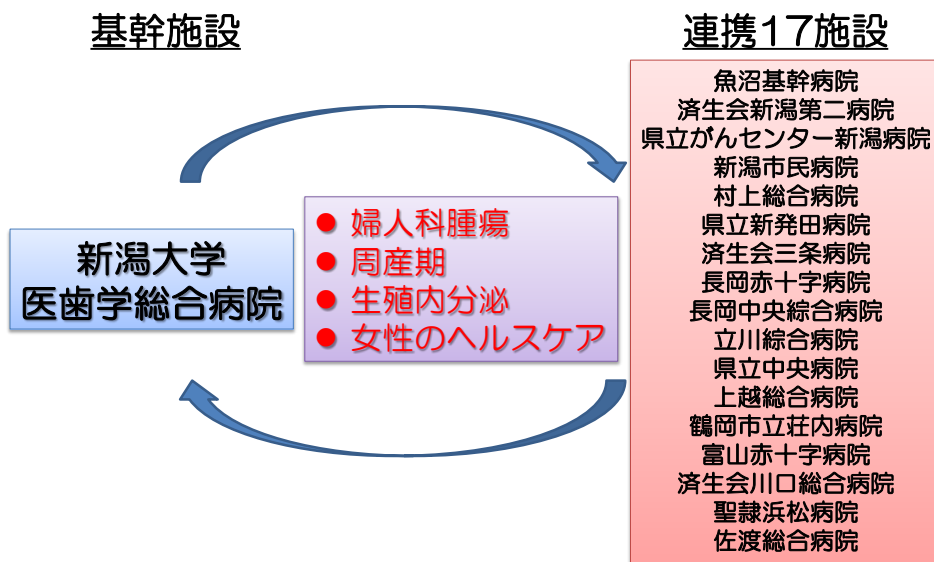 基幹施設
連携17施設
新潟大学
医歯学総合病院
● 婦人科腫瘍
● 周産期
● 生殖内分泌
● 女性のヘルスケア
魚沼基幹病院
済生会新潟第二病院
県立がんセンター新潟病院
新潟市民病院
村上総合病院
県立新発田病院
済生会三条病院
長岡赤十字病院
長岡中央綜合病院
立川綜合病院
県立中央病院
上越総合病院
鶴岡市立荘内病院
富山赤十字病院
済生会川口総合病院
聖隷浜松病院
佐渡総合病院